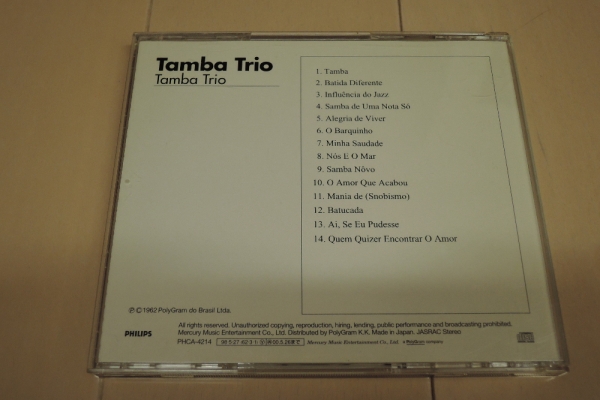 Tamba Trio
Tamba Trio
1. Tamba
2. Batida Diferente
3. Influência do Jazz
4. Samba de Uma Nota Só
5. Alegria de Viver
6. O Barquinho
7. Minha Saudade
8. Nós E O Mar
9. Samba Nôvo
10. O Amor Que Acabou
11. Mania de (Snobismo)
12. Batucada
13. Ai, Se Eu Pudesse
14. Quem Quizer Encontrar O Amor
℗©1962 PolyGram do Brasil Ltda.
All rights reserved. Unauthorized copying, reproduction, hiring, lending, public performance and broadcasting prohibited.
Mercury Music Entertainment Co., Ltd. Distributed by PolyGram K.K. Made in Japan. JASRAC Stereo
PHILIPS
PHCA-4214
Mercury Music Entertainment Co., Ltd. a PolyGram company